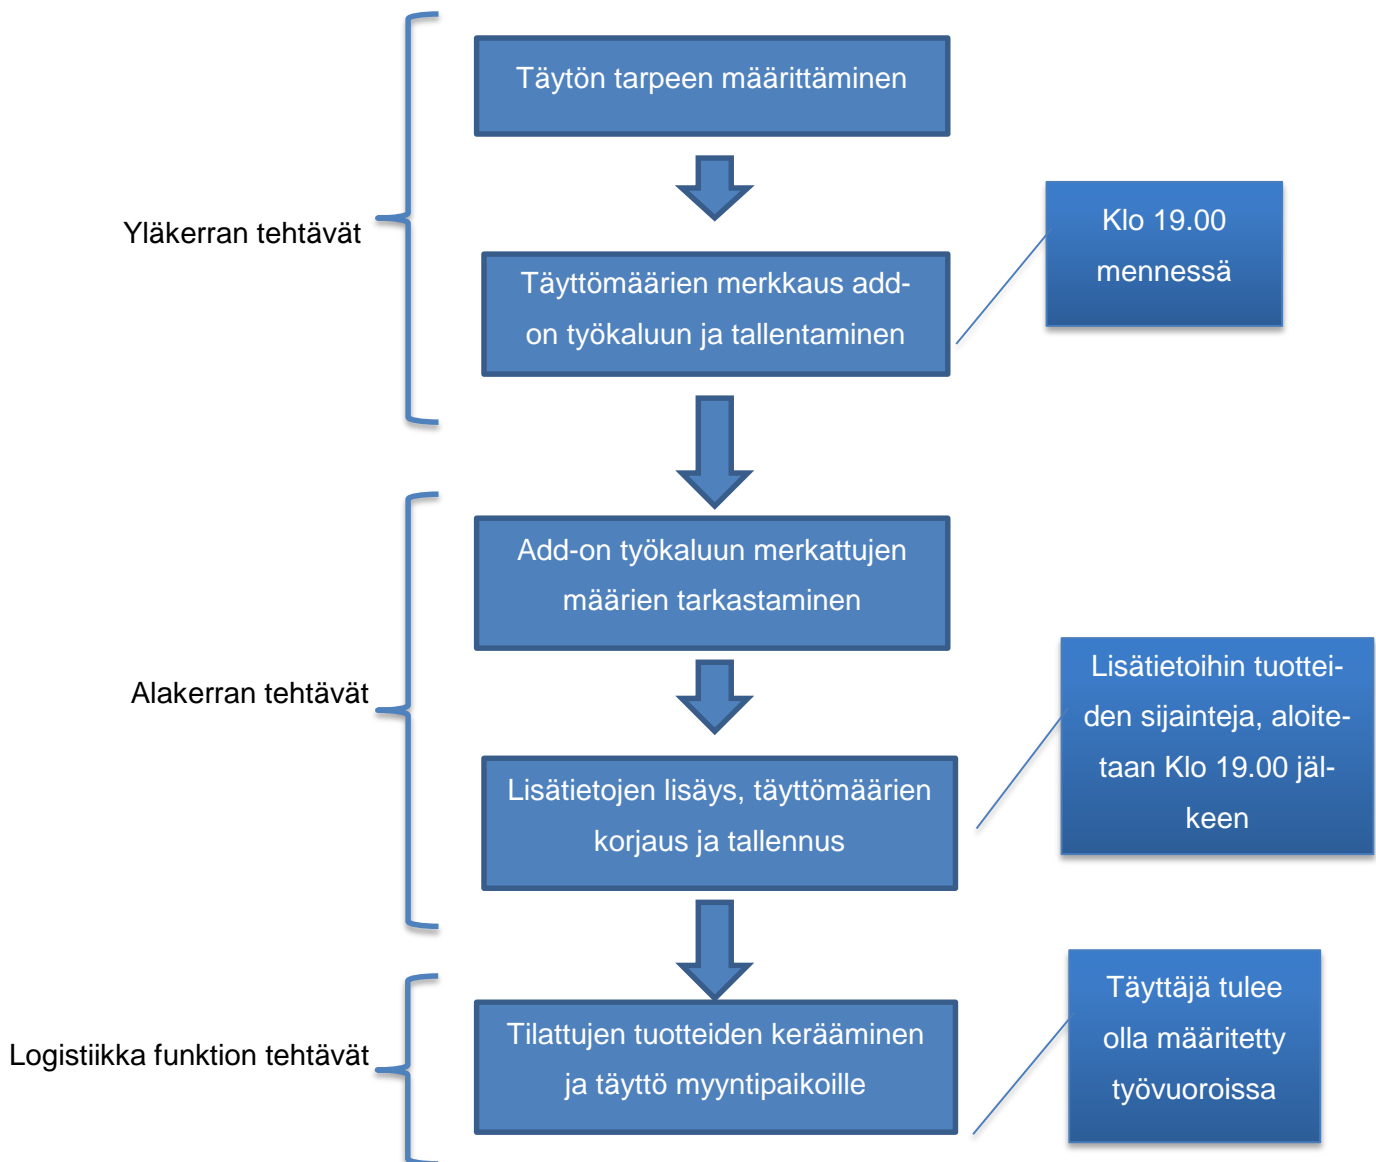 Täytön tarpeen määrittäminen
Yläkerran tehtävät
Klo 19.00
mennessä
Täyttömäärien merkkaus add-
on työkaluun ja tallentaminen
Add-on työkaluun merkattujen
määrien tarkastaminen
Alakerran tehtävät
Lisätietoihin tuottei-
den sijainteja, aloite-
taan Klo 19.00 jäl-
keen
Lisätietojen lisäys, täyttömäärien
korjaus ja tallennus
Logistiikka funktion tehtävät
Tilattujen tuotteiden kerääminen
ja täyttö myyntipaikoille
Täyttäjä tulee
olla määritetty
työvuoroissa